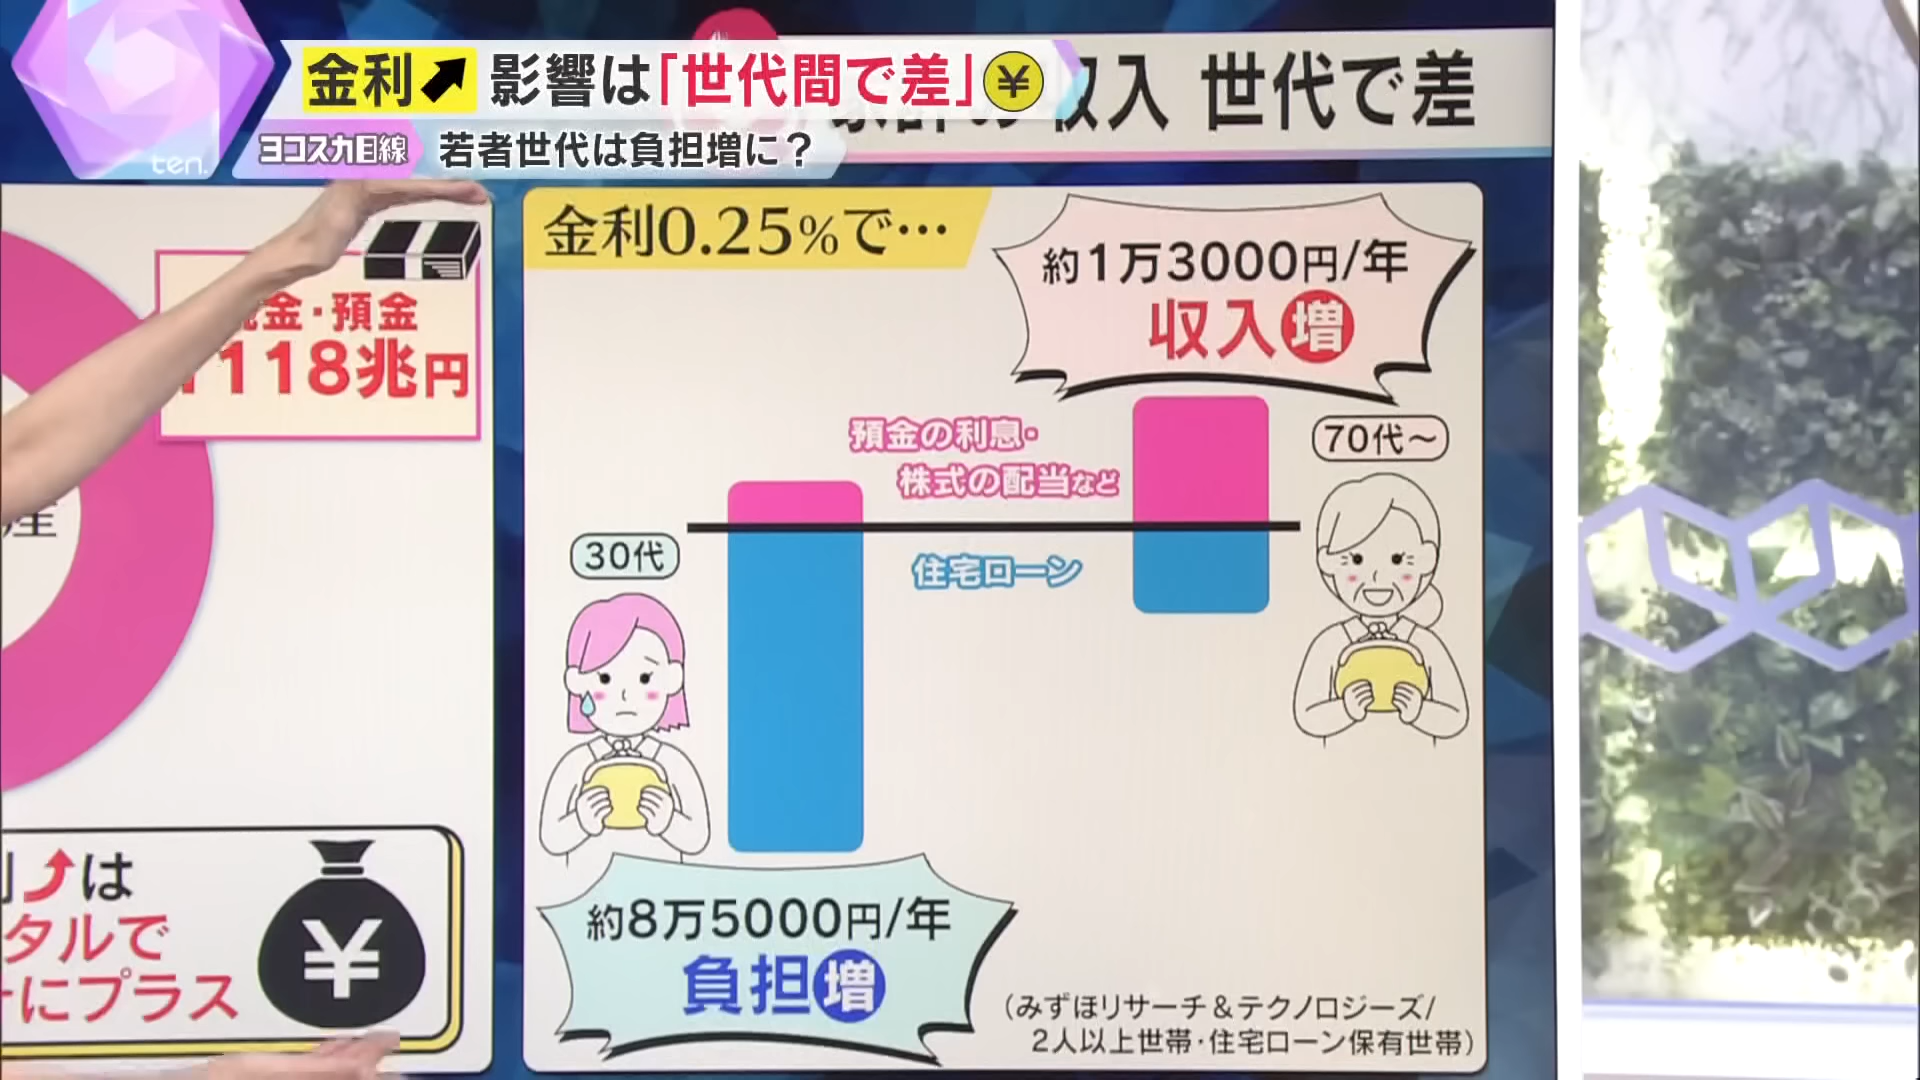 金利 影響は「世代間で差」¥
収入 世代で差
ヨコスカ目線 若者世代は負担増に？
ten.
金・預金
118兆円
産
は
タルで
にプラス
¥
金利0.25%で…
約1万3000円/年
収入増
預金の利息・
株式の配当など
70代～
30代
住宅ローン
約8万5000円/年
負担増
(みずほリサーチ＆テクノロジーズ/
2人以上世帯・住宅ローン保有世帯)